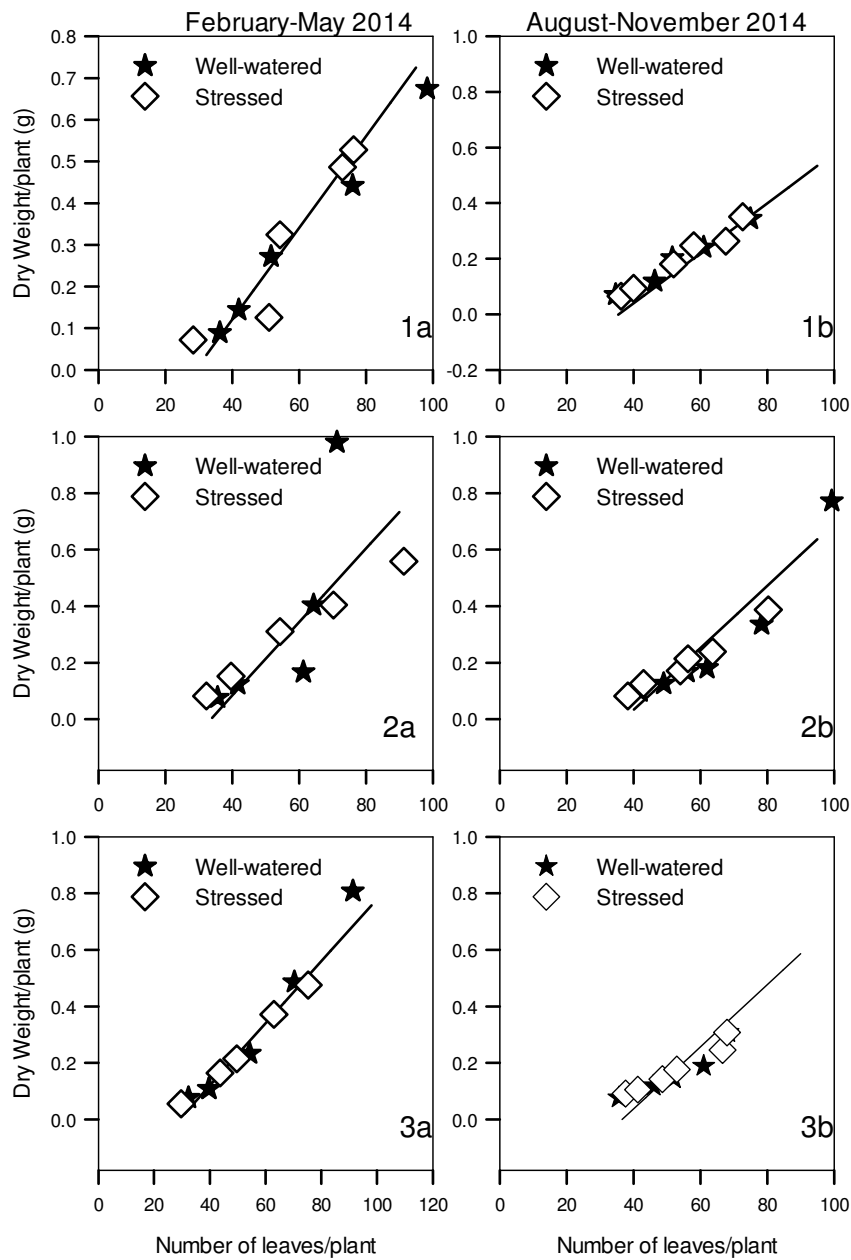 February-May 2014
August-November 2014
0.8
0.7
0.6
0.5
0.4
0.3
0.2
0.1
0.0
Dry Weight/plant (g)
Well-watered
Stressed
1a
0 20 40 60 80 100
1.0
0.8
0.6
0.4
0.2
0.0
-0.2
Well-watered
Stressed
1b
0 20 40 60 80 100
1.0
0.8
0.6
0.4
0.2
0.0
Dry Weight/plant (g)
Well-watered
Stressed
2a
0 20 40 60 80 100
1.0
0.8
0.6
0.4
0.2
0.0
Well-watered
Stressed
2b
0 20 40 60 80 100
1.0
0.8
0.6
0.4
0.2
0.0
Dry Weight/plant (g)
Well-watered
Stressed
3a
0 20 40 60 80 100 120
Number of leaves/plant
1.0
0.8
0.6
0.4
0.2
0.0
Well-watered
Stressed
3b
0 20 40 60 80 100
Number of leaves/plant